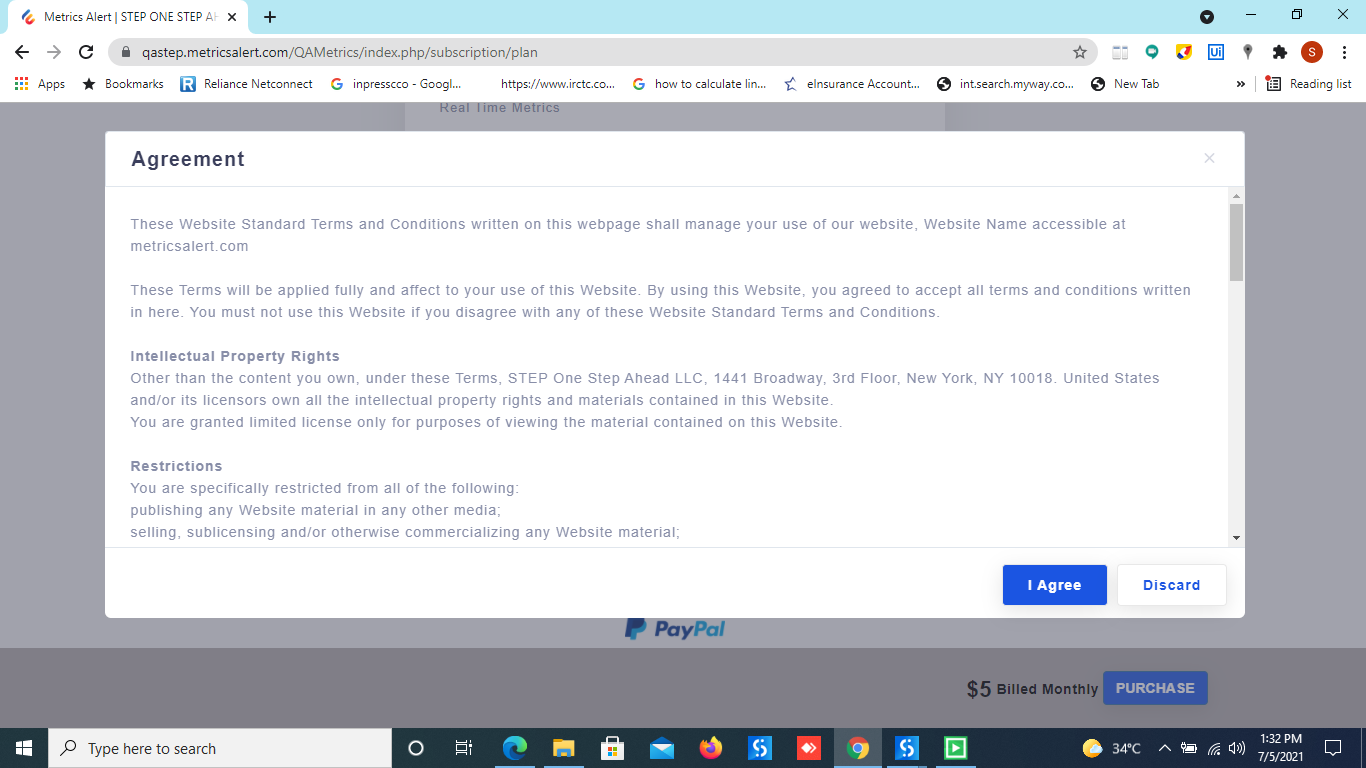 Metrics Alert | STEP ONE STEP AH
qastep.metricsalert.com/QAMetrics/index.php/subscription/plan
S
Apps
Bookmarks
Reliance Netconnect
inpresscco - Googl...
https://www.irctc.co...
how to calculate lin...
eInsurance Account...
int.search.myway.co...
New Tab
»
Reading list
Real Time Metrics
Agreement
These Website Standard Terms and Conditions written on this webpage shall manage your use of our website, Website Name accessible at
metricsalert.com
These Terms will be applied fully and affect to your use of this Website. By using this Website, you agreed to accept all terms and conditions written
in here. You must not use this Website if you disagree with any of these Website Standard Terms and Conditions.
Intellectual Property Rights
Other than the content you own, under these Terms, STEP One Step Ahead LLC, 1441 Broadway, 3rd Floor, New York, NY 10018. United States
and/or its licensors own all the intellectual property rights and materials contained in this Website.
You are granted limited license only for purposes of viewing the material contained on this Website.
Restrictions
You are specifically restricted from all of the following:
publishing any Website material in any other media;
selling, sublicensing and/or otherwise commercializing any Website material;
I Agree
Discard
PayPal
$5 Billed Monthly
PURCHASE
Type here to search
34°C
1:32 PM
7/5/2021